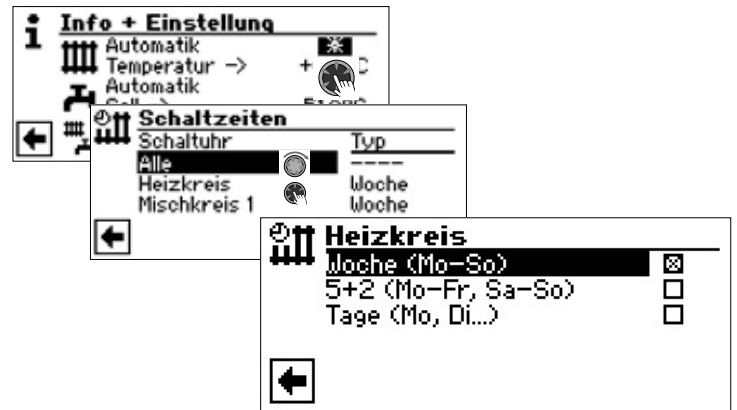 i Info + Einstellung
Automatik
Temperatur ->
Automatik
Schaltzeiten
Schaltuhr Typ
Alle ----
Heizkreis Woche
Mischkreis 1 Woche
Heizkreis
Woche (Mo-So)
5+2 (Mo-Fr, Sa-So)
Tage (Mo, Di...)